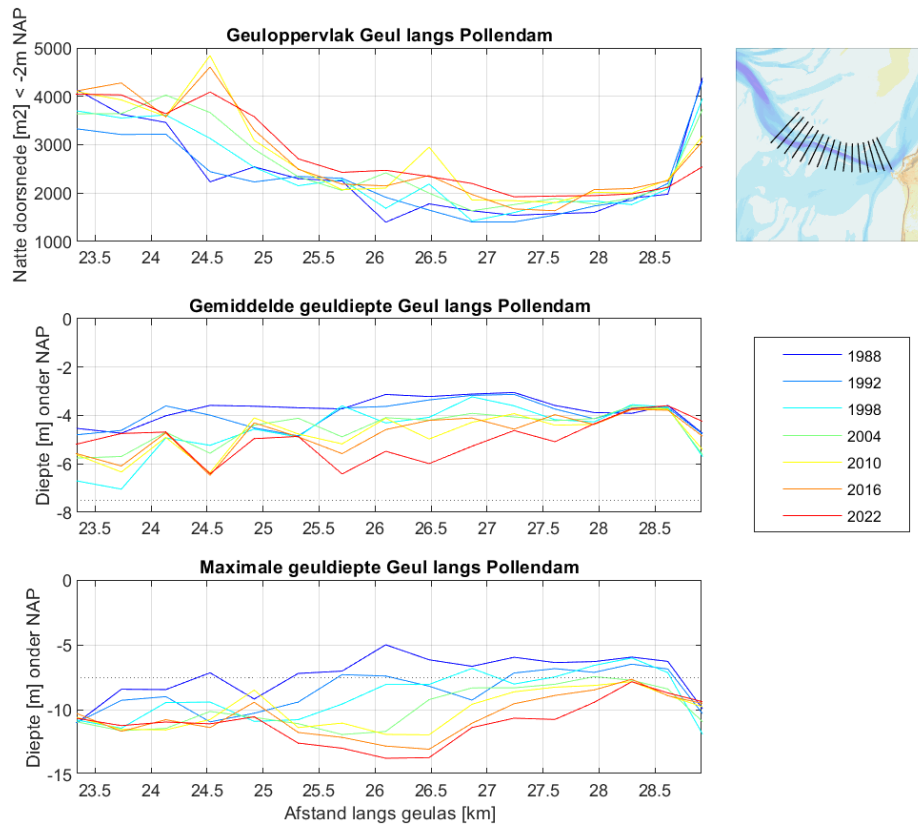 Geuloppervlak Geul langs Pollendam
Natte doorsnede [m2] < -2m NAP
5000
4000
3000
2000
1000
23.5 24 24.5 25 25.5 26 26.5 27 27.5 28 28.5
Gemiddelde geuldiepte Geul langs Pollendam
Diepte [m] onder NAP
0
-2
-4
-6
-8
23.5 24 24.5 25 25.5 26 26.5 27 27.5 28 28.5
1988
1992
1998
2004
2010
2016
2022
Maximale geuldiepte Geul langs Pollendam
Diepte [m] onder NAP
0
-5
-10
-15
23.5 24 24.5 25 25.5 26 26.5 27 27.5 28 28.5
Afstand langs geulas [km]